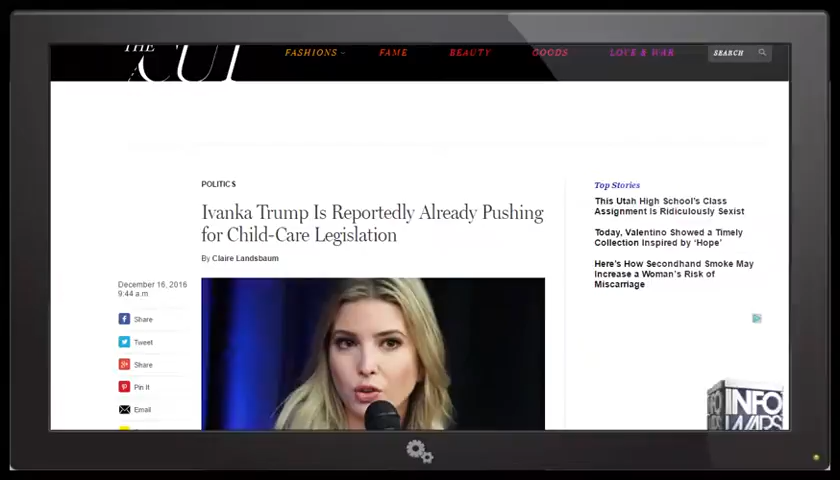 THE
CUT
FASHIONS
FAME
BEAUTY
GOODS
LOVE & WAR
SEARCH
POLITICS
Ivanka Trump Is Reportedly Already Pushing
for Child-Care Legislation
By Claire Landsbaum
December 16, 2016
9:44 a.m
Share
Tweet
Share
Pin It
Email
Top Stories
This Utah High School's Class
Assignment Is Ridiculously Sexist
Today, Valentino Showed a Timely
Collection Inspired by 'Hope'
Here's How Secondhand Smoke May
Increase a Woman's Risk of
Miscarriage
INFO
WARS